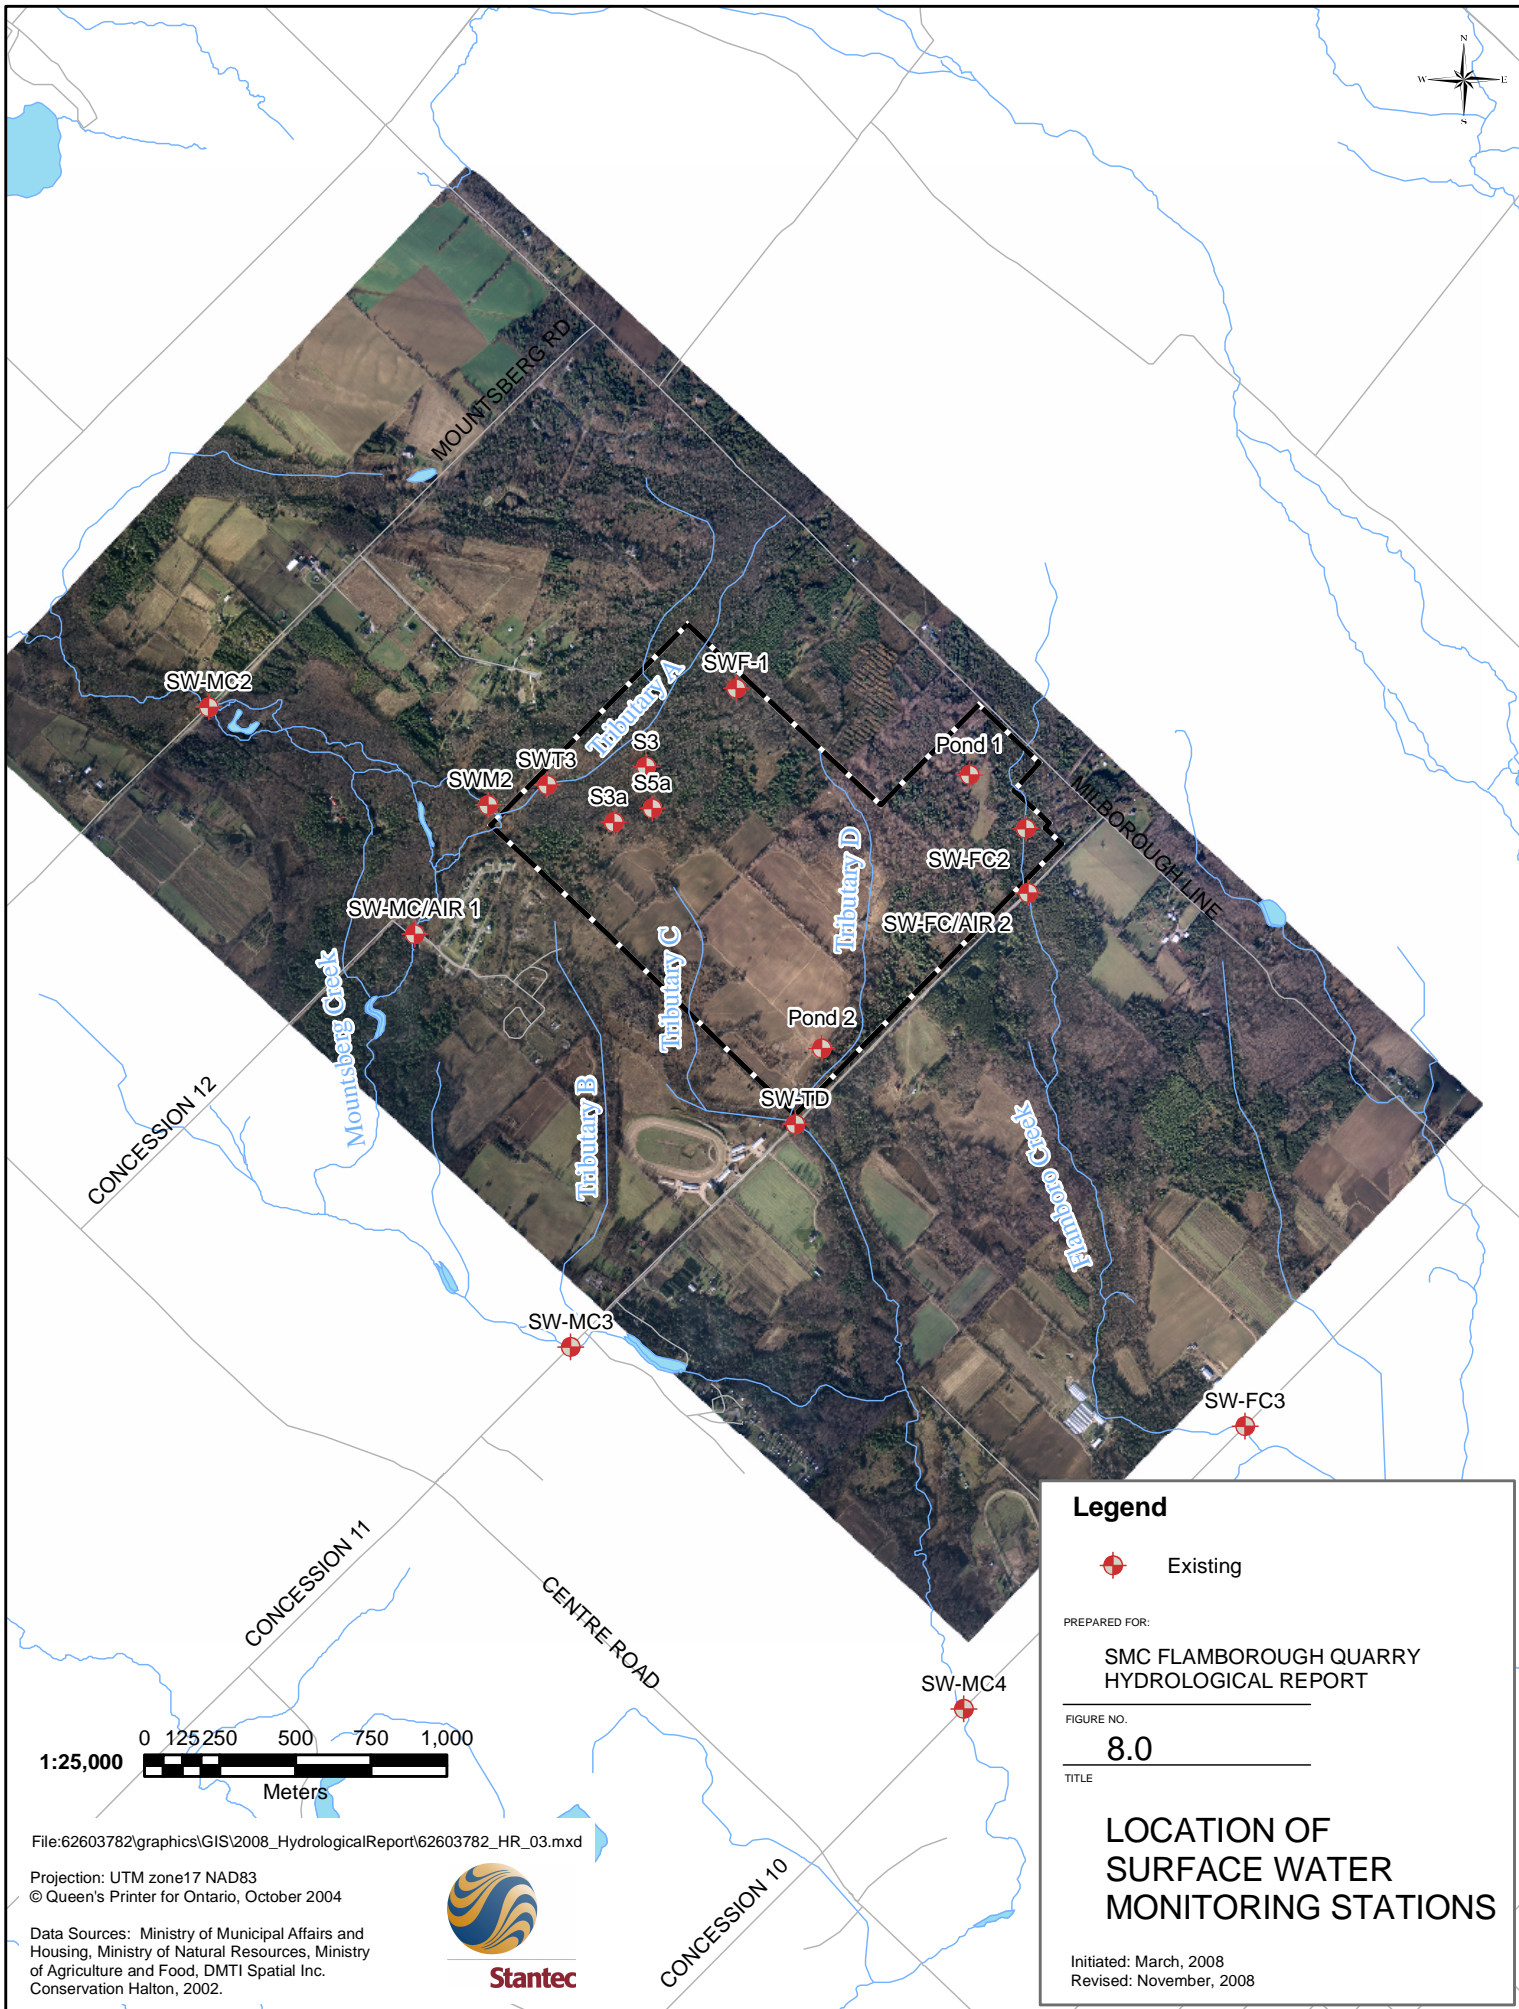 N
W E
S
MOUNTSBERG RD
SW-MC2
SWF-1
Tributary A
S3
Pond 1
SWT3
SWM2
S5a
S3a
MILBOROUGH LINE
Tributary D
SW-FC2
SW-MC/AIR 1
SW-FC/AIR 2
Tributary C
Mountsberg Creek
Pond 2
CONCESSION 12
Tributary B
SW-TD
Flamboro Creek
SW-MC3
SW-FC3
CONCESSION 11
CENTRE ROAD
SW-MC4
CONCESSION 10
1:25,000
0 125 250 500 750 1,000
Meters
File:62603782\graphics\GIS\2008_HydrologicalReport\62603782_HR_03.mxd
Projection: UTM zone17 NAD83
© Queen's Printer for Ontario, October 2004
Data Sources: Ministry of Municipal Affairs and
Housing, Ministry of Natural Resources, Ministry
of Agriculture and Food, DMTI Spatial Inc.
Conservation Halton, 2002.
Stantec
Legend
Existing
PREPARED FOR:
SMC FLAMBOROUGH QUARRY
HYDROLOGICAL REPORT
FIGURE NO.
8.0
TITLE
LOCATION OF
SURFACE WATER
MONITORING STATIONS
Initiated: March, 2008
Revised: November, 2008